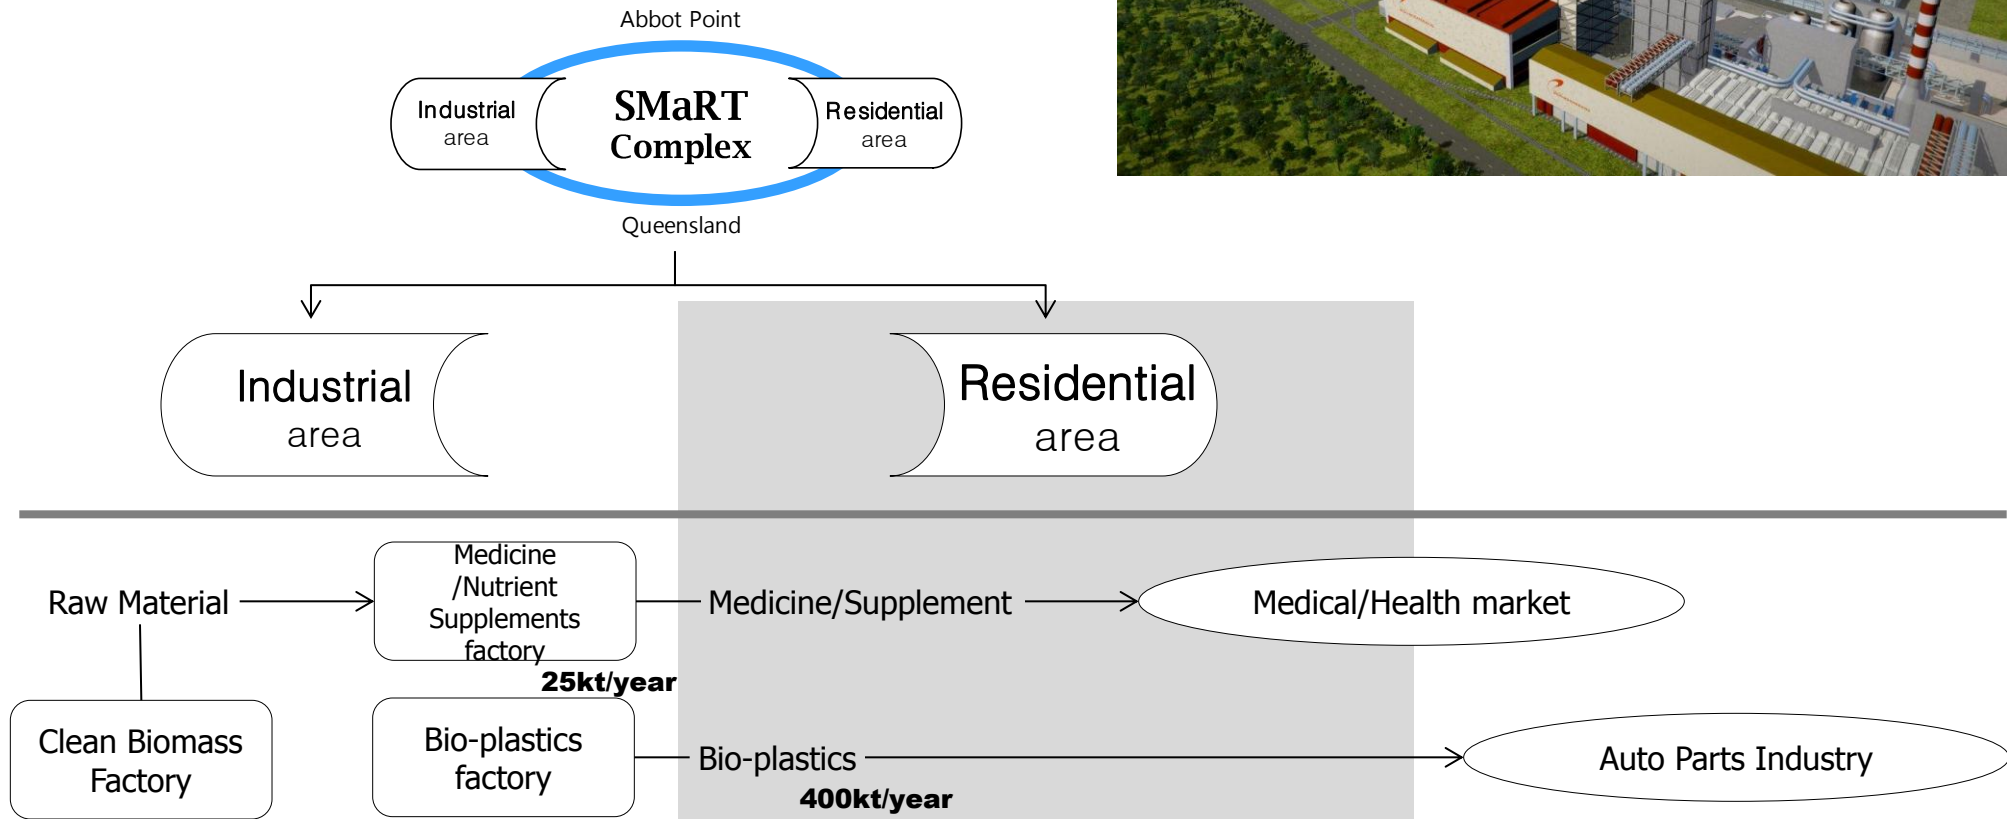 Abbot Point
Industrial
area
SMaRT
Complex
Residential
area
Queensland
Industrial
area
Residential
area
Raw Material
Medicine
/Nutrient
Supplements
factory
25kt/year
Medicine/Supplement
Medical/Health market
Clean Biomass
Factory
Bio-plastics
factory
Bio-plastics
400kt/year
Auto Parts Industry